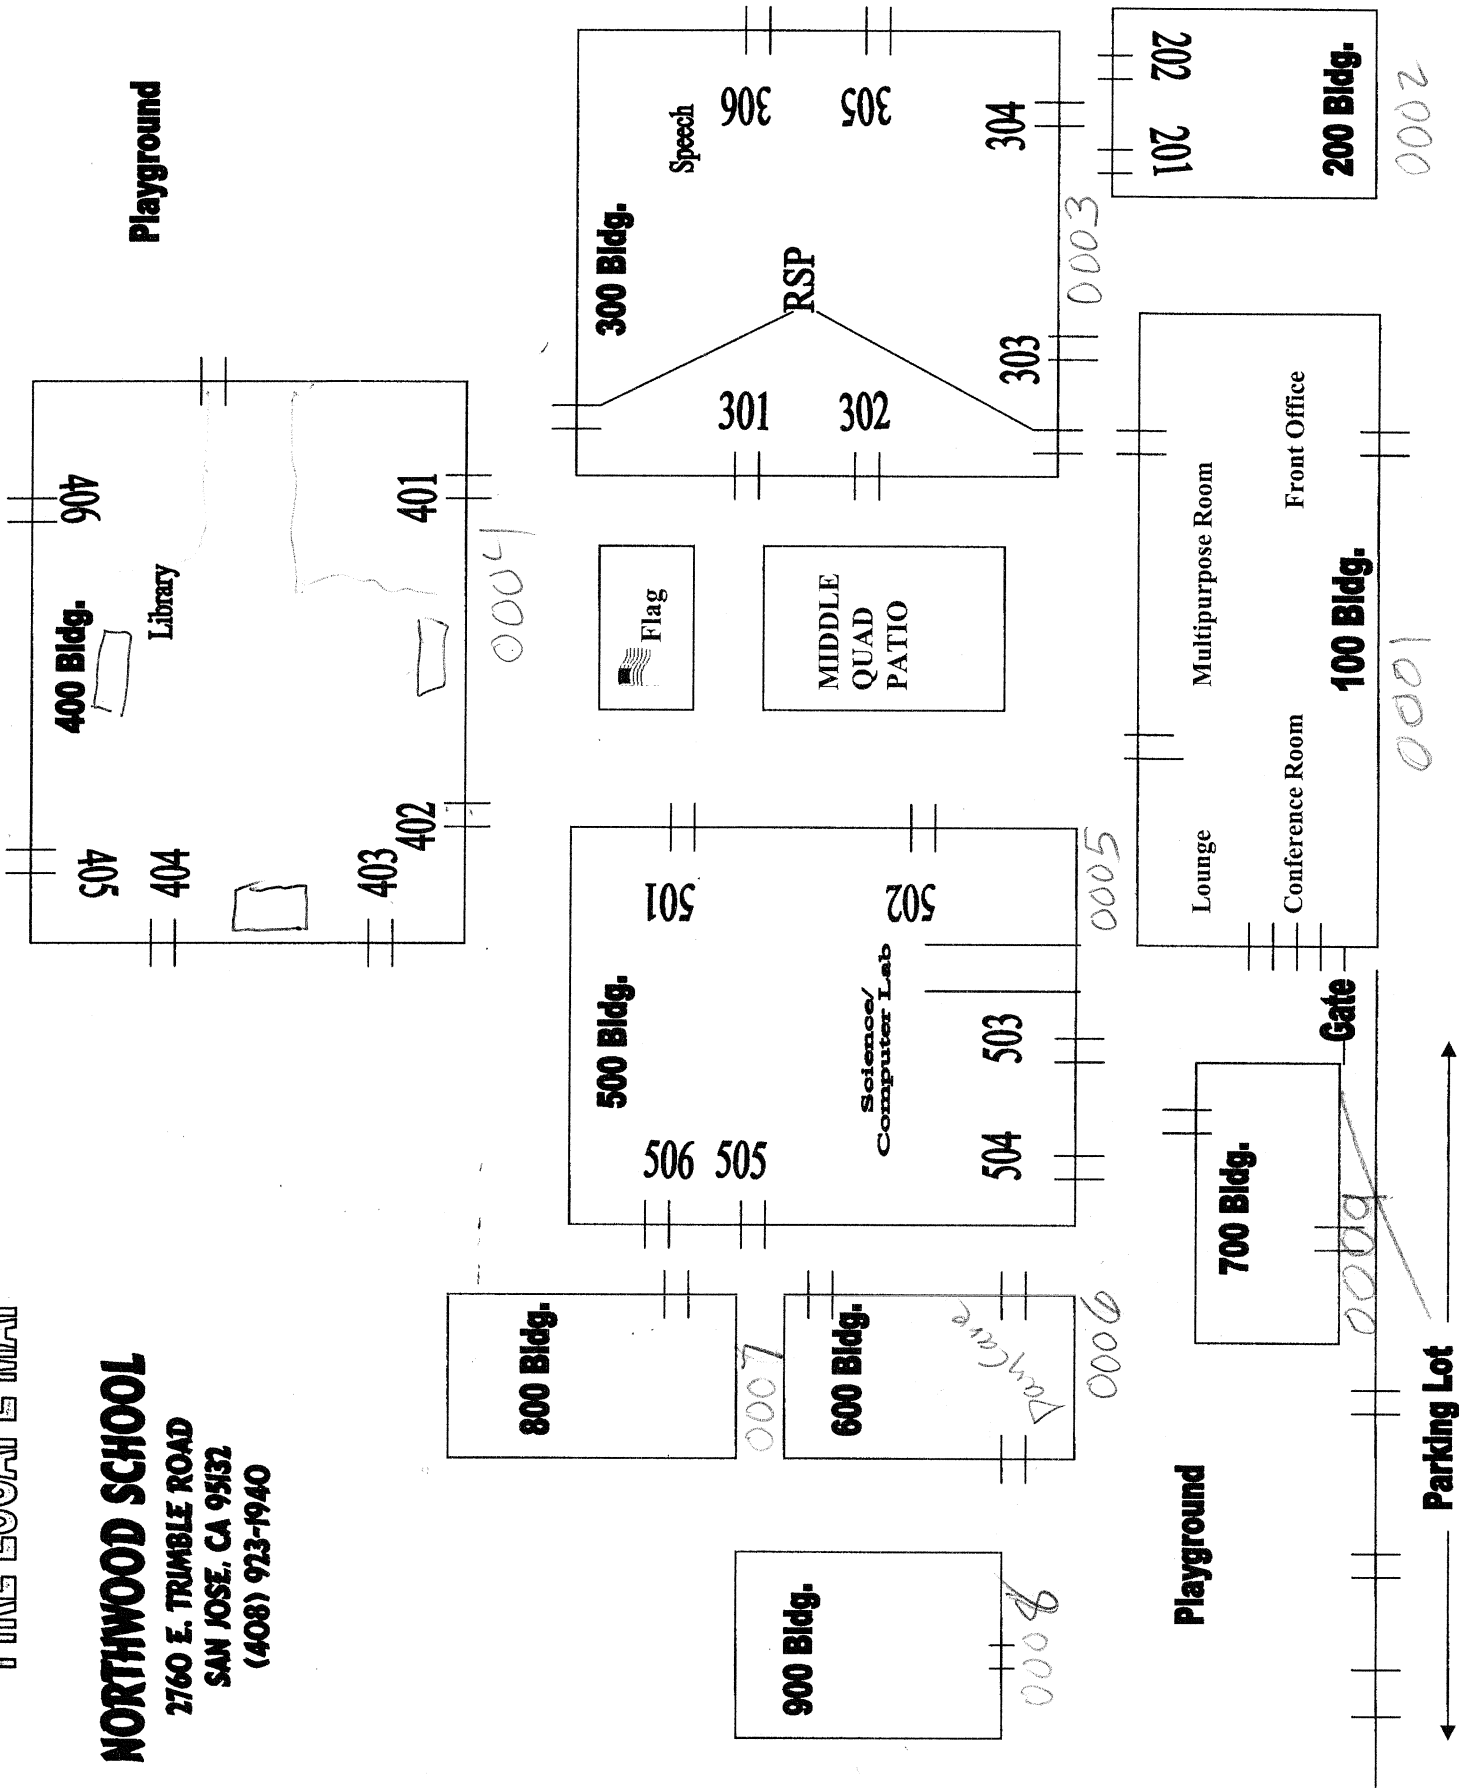 NORTHWOOD SCHOOL
2760 E. TRIMBLE ROAD
SAN JOSE, CA 95132
(408) 923-1940
Playground
400 Bldg.
Library
405
406
404
403
402
401
0004
800 Bldg.
0007
500 Bldg.
501
506
505
Science/
Computer Lab
502
504
503
0005
Flag
MIDDLE
QUAD
PATIO
300 Bldg.
Speech
306
301
RSP
302
305
303
304
0003
900 Bldg.
0008
600 Bldg.
Day Care
0006
Playground
700 Bldg.
0009
Gate
Lounge
Multipurpose Room
Conference Room
Front Office
100 Bldg.
0001
201
202
200 Bldg.
0002
Parking Lot